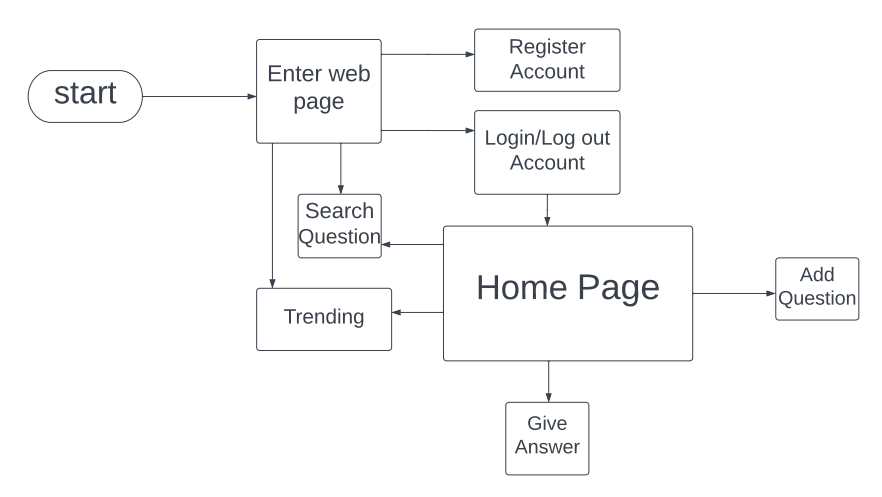 start
Enter web
page
Register
Account
Login/Log out
Account
Search
Question
Trending
Home Page
Add
Question
Give
Answer